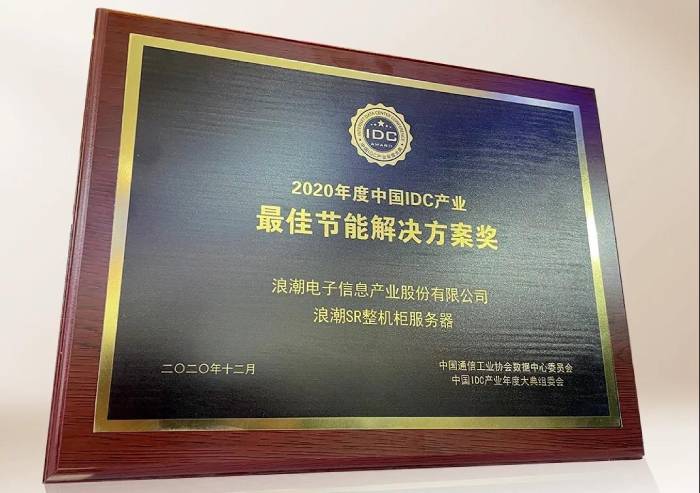 IDC
AWARD
2020年度中国IDC产业
最佳节能解决方案奖
浪潮电子信息产业股份有限公司
浪潮SR整机柜服务器
二〇二〇年十二月
中国通信工业协会数据中心委员会
中国IDC产业年度大典组委会